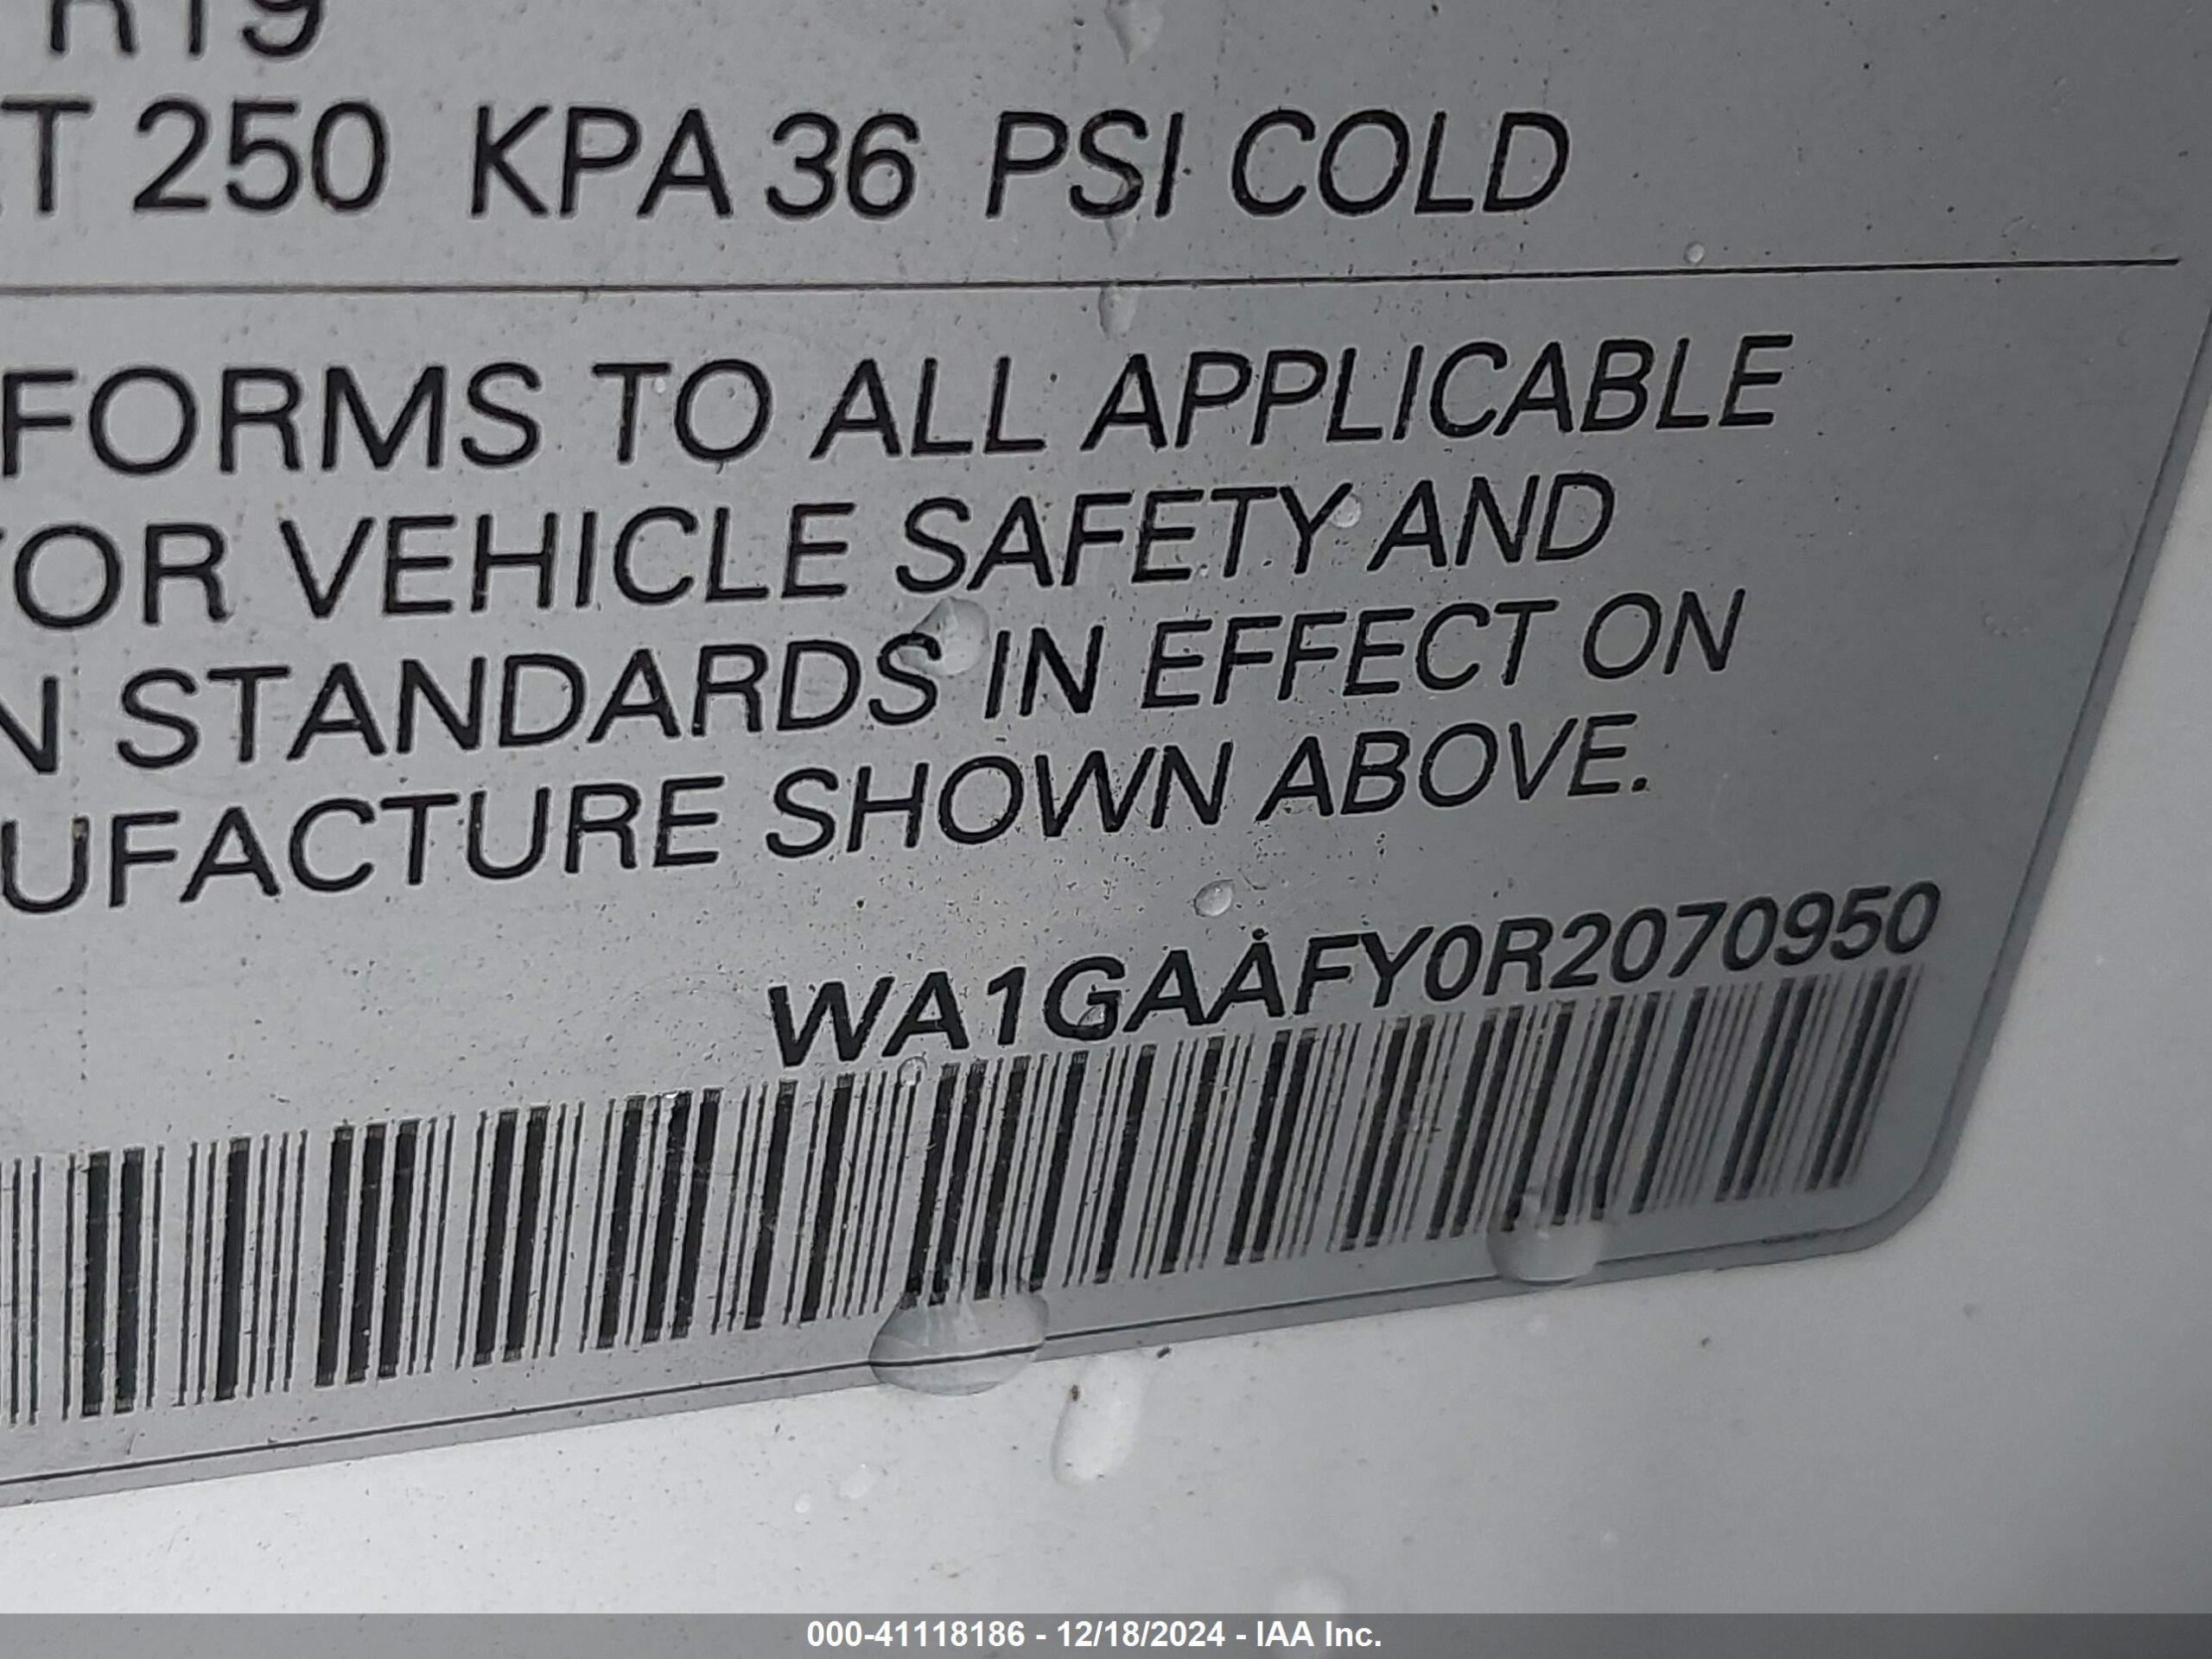 R19
T 250 KPA 36 PSI COLD
FORMS TO ALL APPLICABLE
OR VEHICLE SAFETY AND
N STANDARDS IN EFFECT ON
UFACTURE SHOWN ABOVE.
WA1GAAFY0R2070950
000-41118186 - 12/18/2024 - IAA Inc.